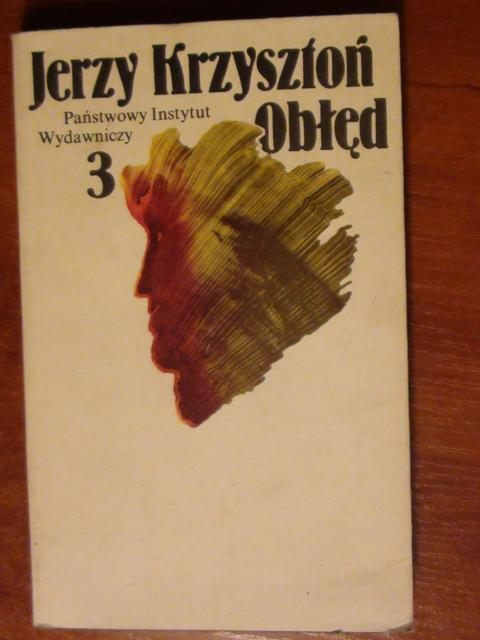 Jerzy Krzysztoń
Państwowy Instytut
Wydawniczy
Obłęd
3